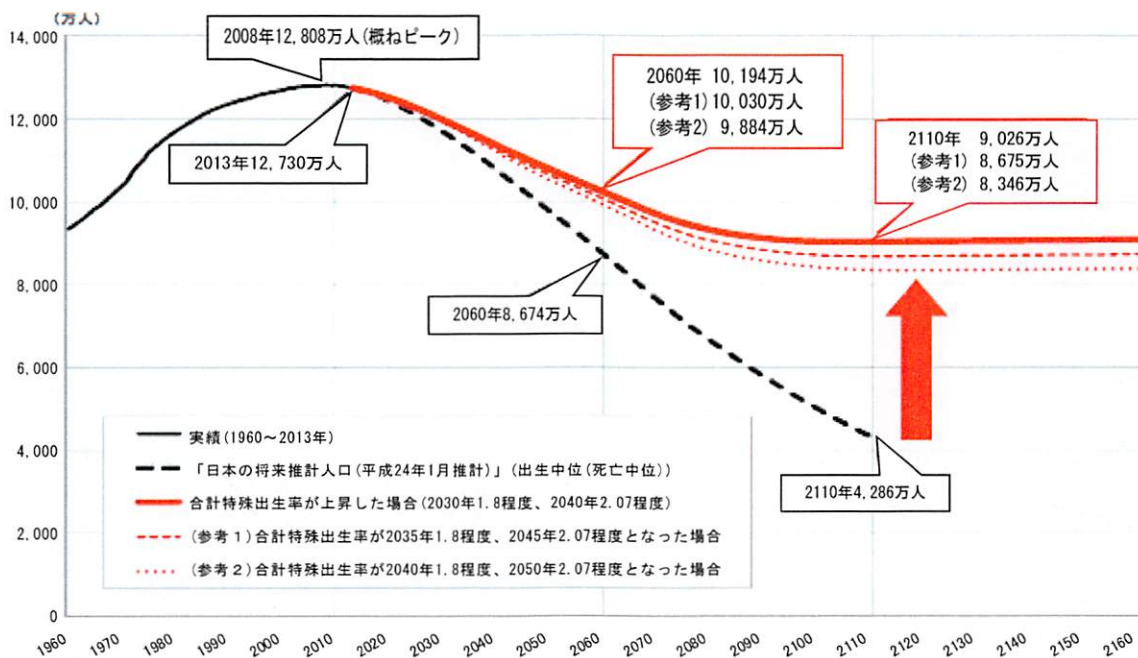 (万人)
14,000
12,000
10,000
8,000
6,000
4,000
2,000
0
2008年12,808万人(概ねピーク)
2013年12,730万人
2060年 10,194万人
(参考1) 10,030万人
(参考2) 9,884万人
2110年 9,026万人
(参考1) 8,675万人
(参考2) 8,346万人
2060年8,674万人
2110年4,286万人
実績(1960～2013年)
「日本の将来推計人口(平成24年1月推計)」(出生中位(死亡中位))
合計特殊出生率が上昇した場合(2030年1.8程度、2040年2.07程度)
(参考１)合計特殊出生率が2035年1.8程度、2045年2.07程度となった場合
(参考２)合計特殊出生率が2040年1.8程度、2050年2.07程度となった場合
1960 1970 1980 1990 2000 2010 2020 2030 2040 2050 2060 2070 2080 2090 2100 2110 2120 2130 2140 2150 2160